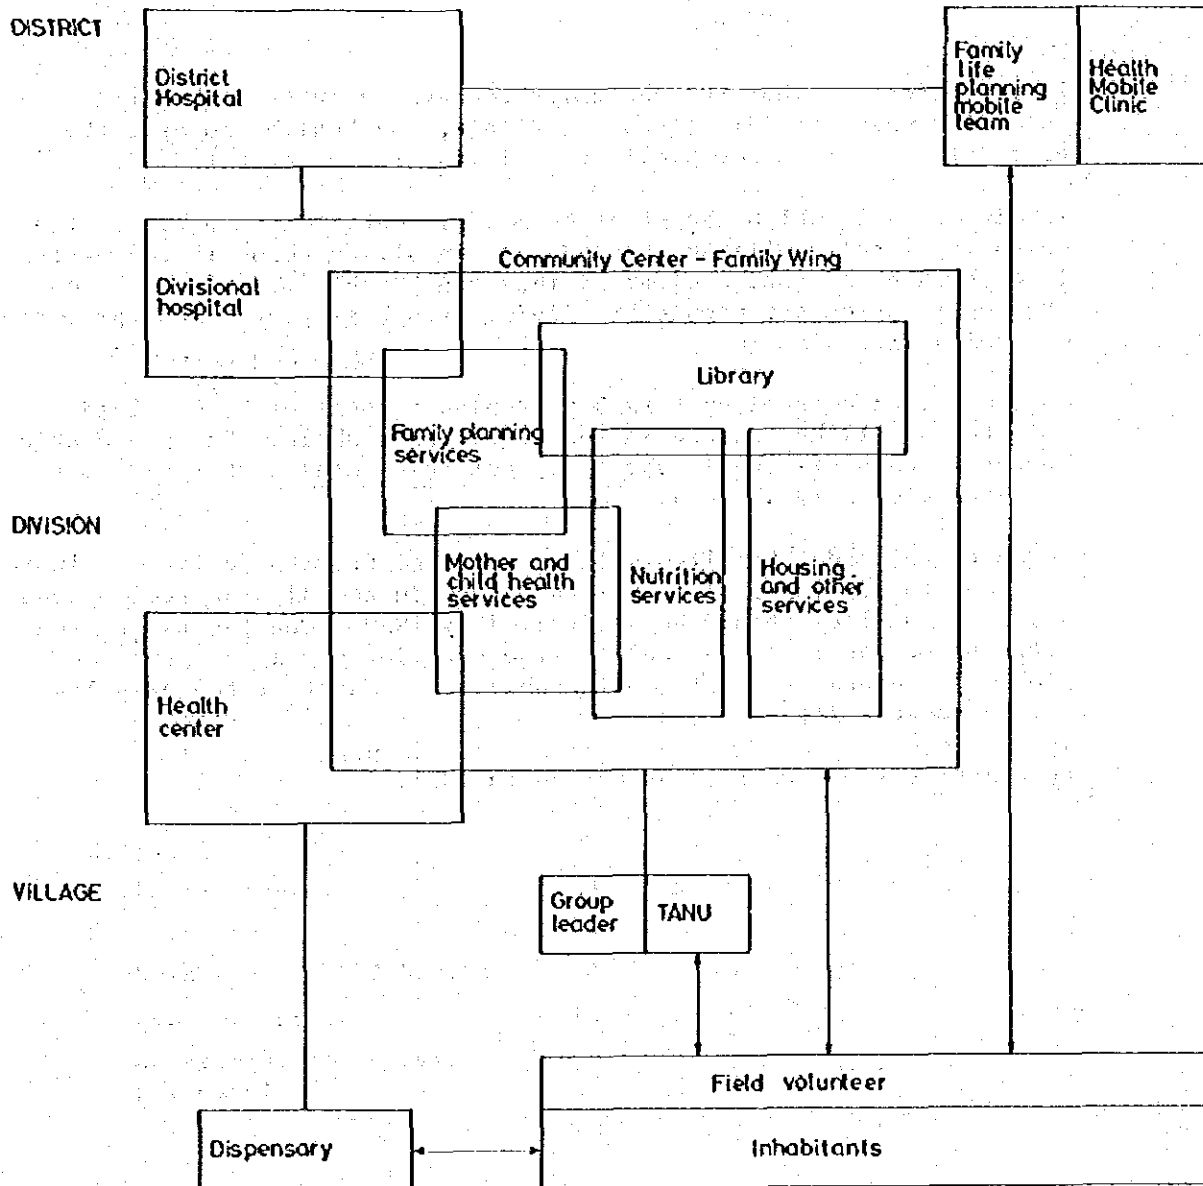 DISTRICT
District
Hospital
Family
life
planning
mobile
team
Health
Mobile
Clinic
Divisional
hospital
Community Center - Family Wing
Library
Family planning
services
DIVISION
Mother and
child health
services
Nutrition
services
Housing
and other
services
Health
center
VILLAGE
Group
leader
TANU
Field volunteer
Dispensary
Inhabitants